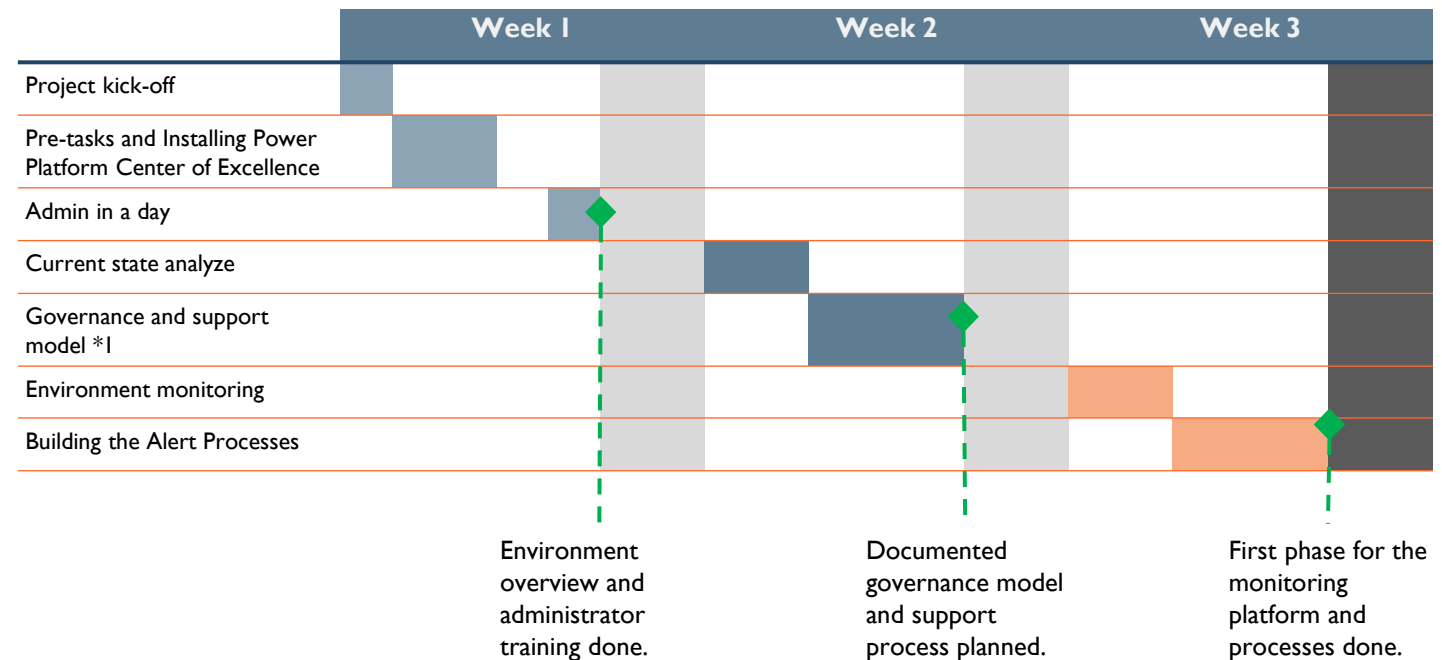 Week 1
Week 2
Week 3
Project kick-off
Pre-tasks and Installing Power
Platform Center of Excellence
Admin in a day
Current state analyze
Governance and support
model *1
Environment monitoring
Building the Alert Processes
Environment
overview and
administrator
training done.
Documented
governance model
and support
process planned.
First phase for the
monitoring
platform and
processes done.